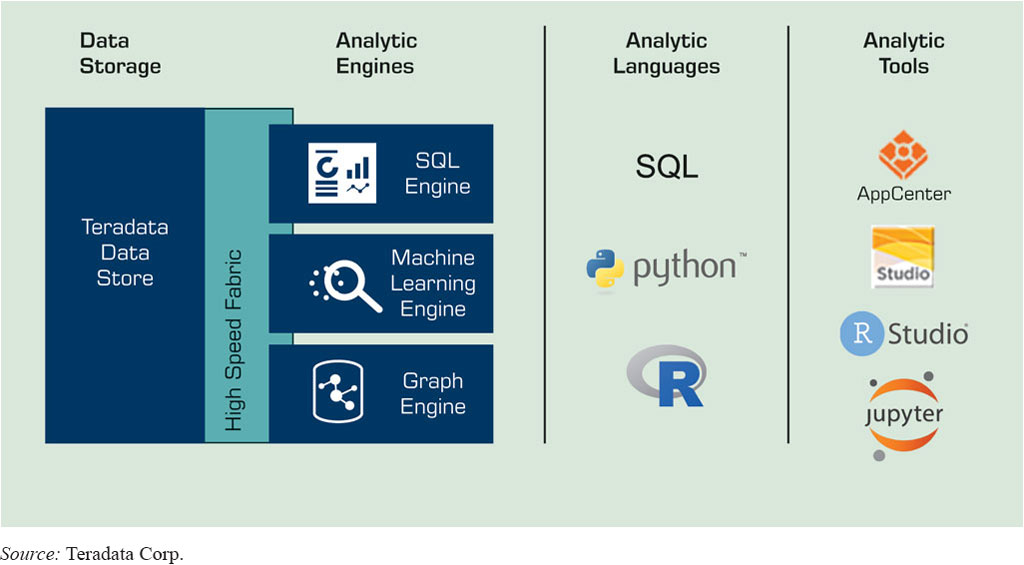 Data
Storage
Analytic
Engines
Analytic
Languages
Analytic
Tools
Teradata
Data
Store
High Speed Fabric
SQL
Engine
Machine
Learning
Engine
Graph
Engine
SQL
python™
R
AppCenter
Studio
R Studio®
jupyter
Source: Teradata Corp.